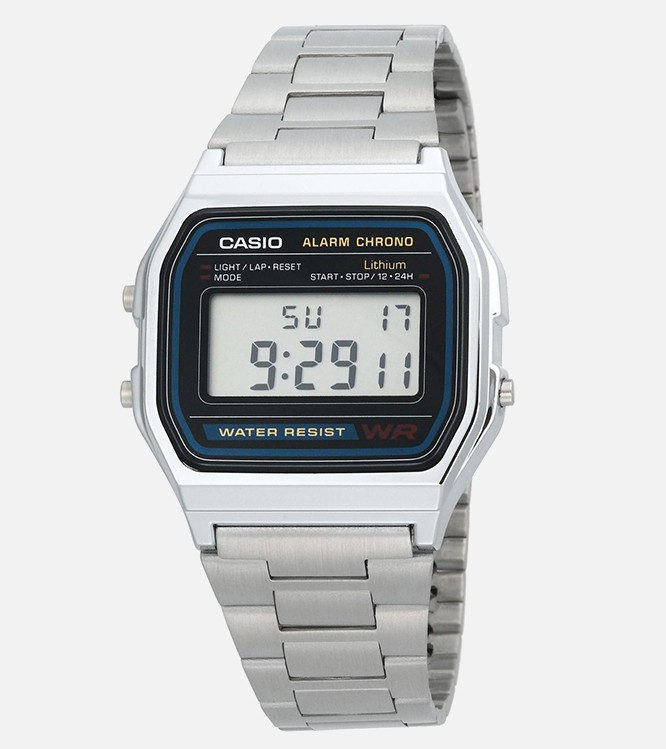 CASIO ALARM CHRONO
Lithium
LIGHT / LAP • RESET
MODE START • STOP / 12 • 24H
SU 17
9:29 11
WATER RESIST WR